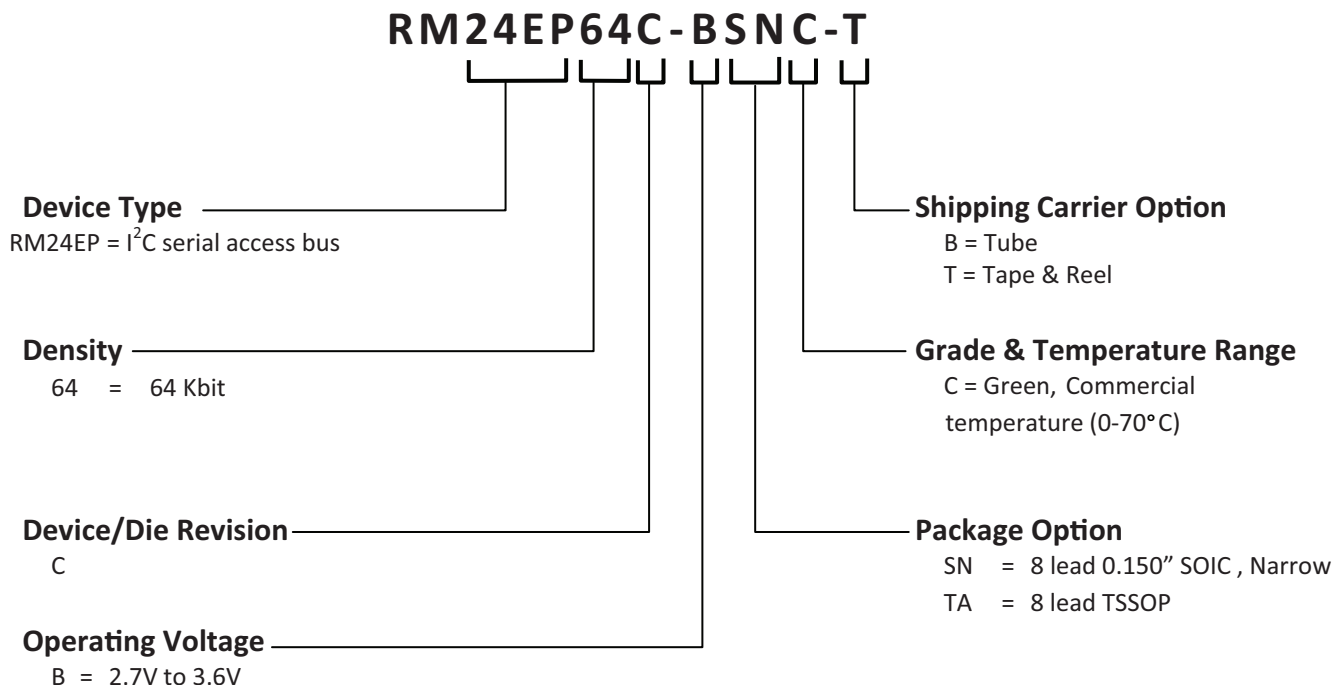 RM24EP64C-BSNC-T
Device Type
RM24EP = I²C serial access bus
Density
64 = 64 Kbit
Device/Die Revision
C
Operating Voltage
B = 2.7V to 3.6V
Shipping Carrier Option
B = Tube
T = Tape & Reel
Grade & Temperature Range
C = Green, Commercial
temperature (0-70°C)
Package Option
SN = 8 lead 0.150” SOIC , Narrow
TA = 8 lead TSSOP